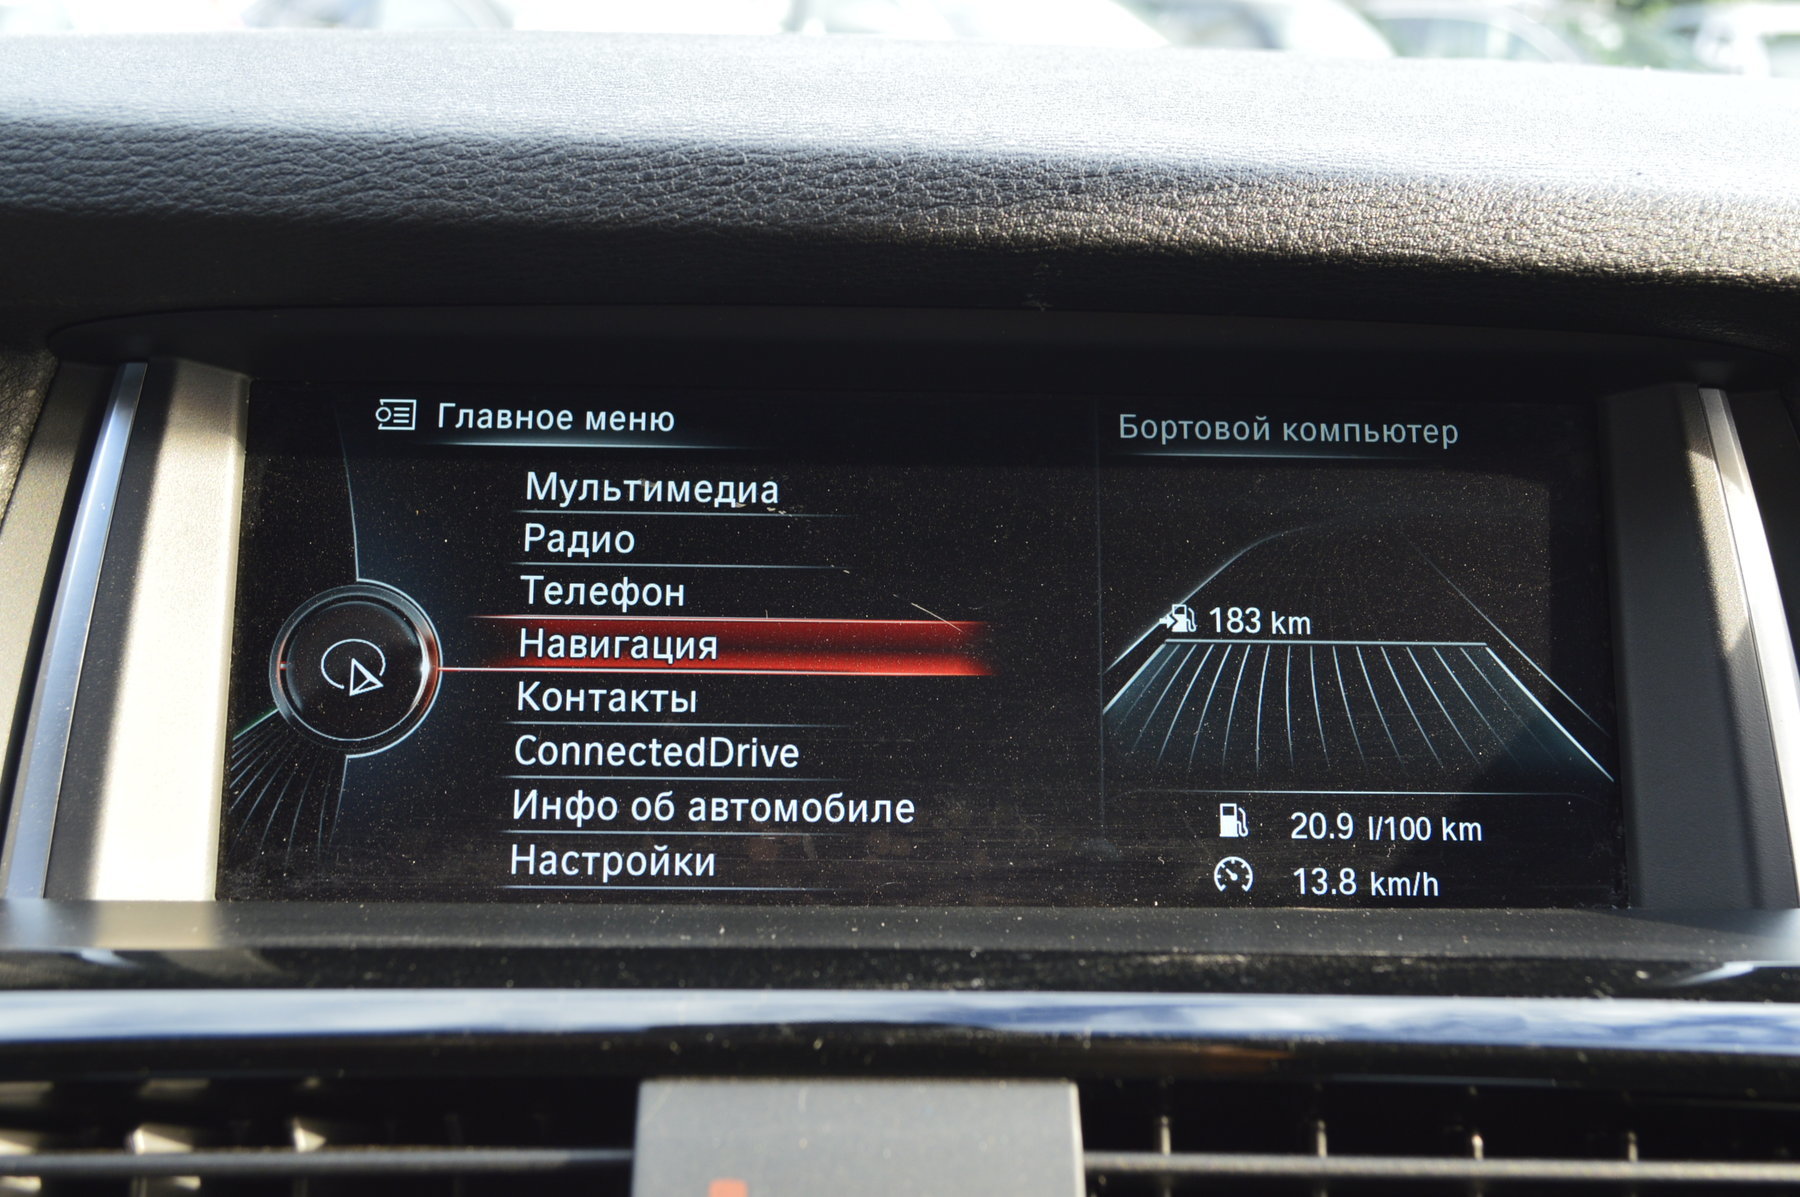 Главное меню
Мультимедиа
Радио
Телефон
Навигация
Контакты
ConnectedDrive
Инфо об автомобиле
Настройки
Бортовой компьютер
183 km
20.9 l/100 km
13.8 km/h